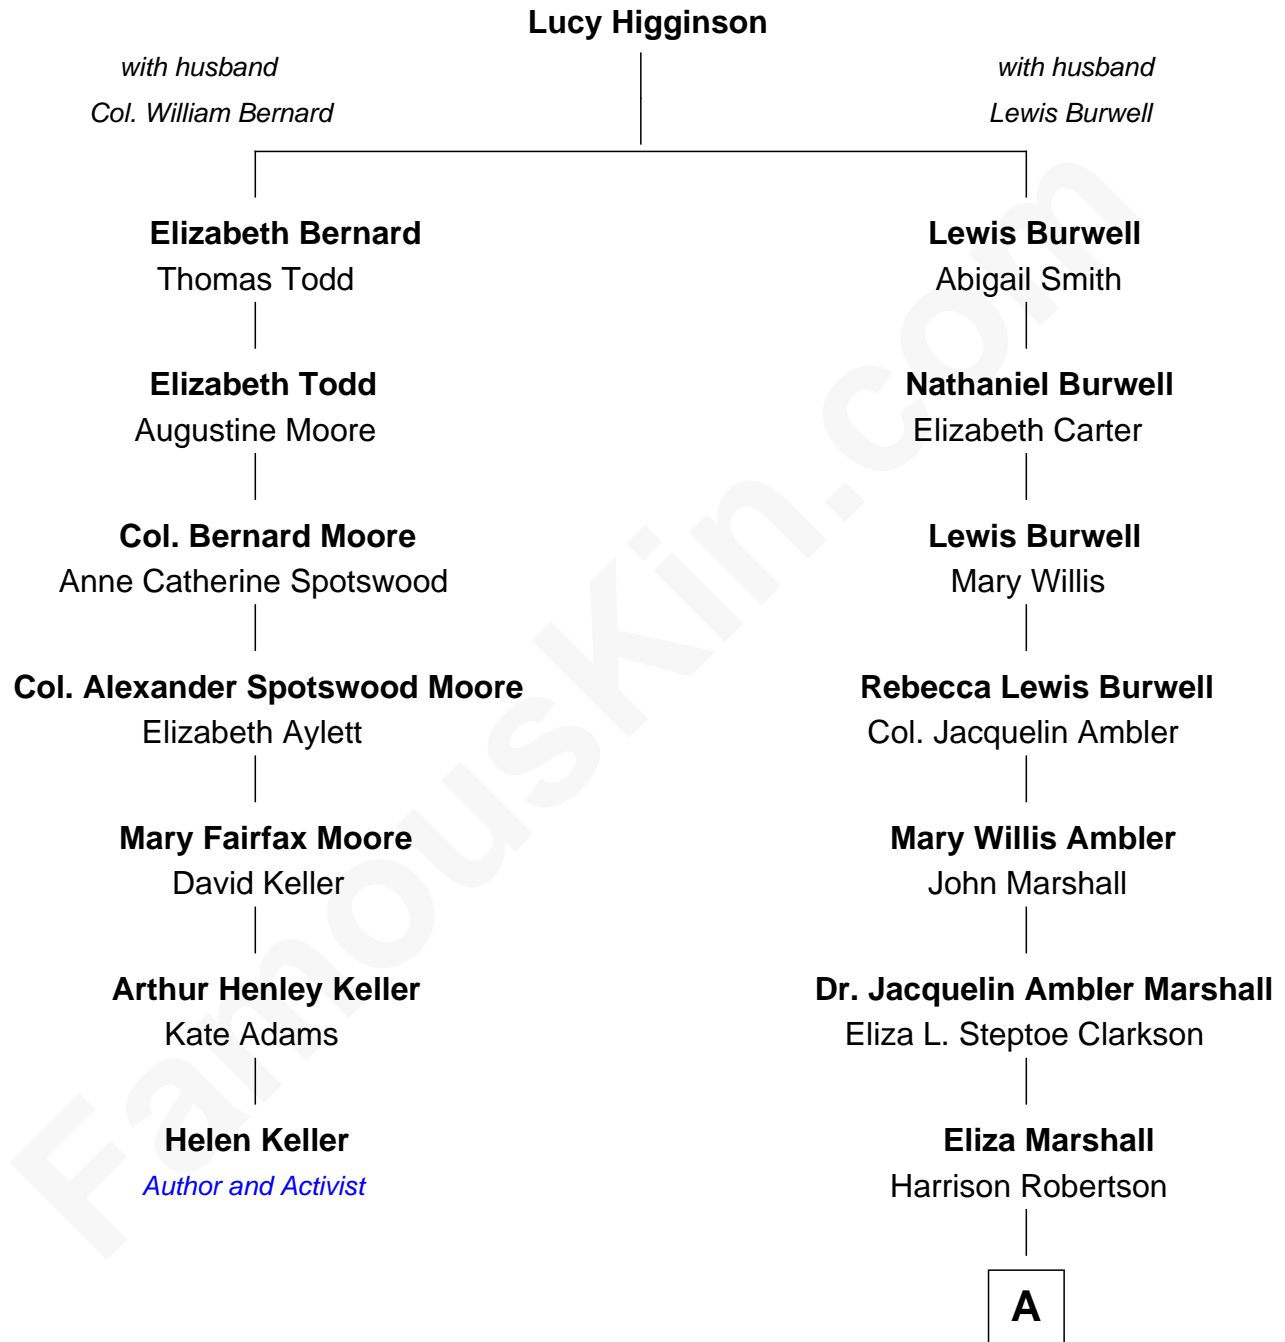 Lucy Higginson
with husband
Col. William Bernard
with husband
Lewis Burwell
Elizabeth Bernard
Thomas Todd
Lewis Burwell
Abigail Smith
Elizabeth Todd
Augustine Moore
Nathaniel Burwell
Elizabeth Carter
Col. Bernard Moore
Anne Catherine Spotswood
Lewis Burwell
Mary Willis
Col. Alexander Spotswood Moore
Elizabeth Aylett
Rebecca Lewis Burwell
Col. Jacquelin Ambler
Mary Fairfax Moore
David Keller
Mary Willis Ambler
John Marshall
Arthur Henley Keller
Kate Adams
Dr. Jacquelin Ambler Marshall
Eliza L. Steptoe Clarkson
Helen Keller
Author and Activist
Eliza Marshall
Harrison Robertson
A
FamousKin.com